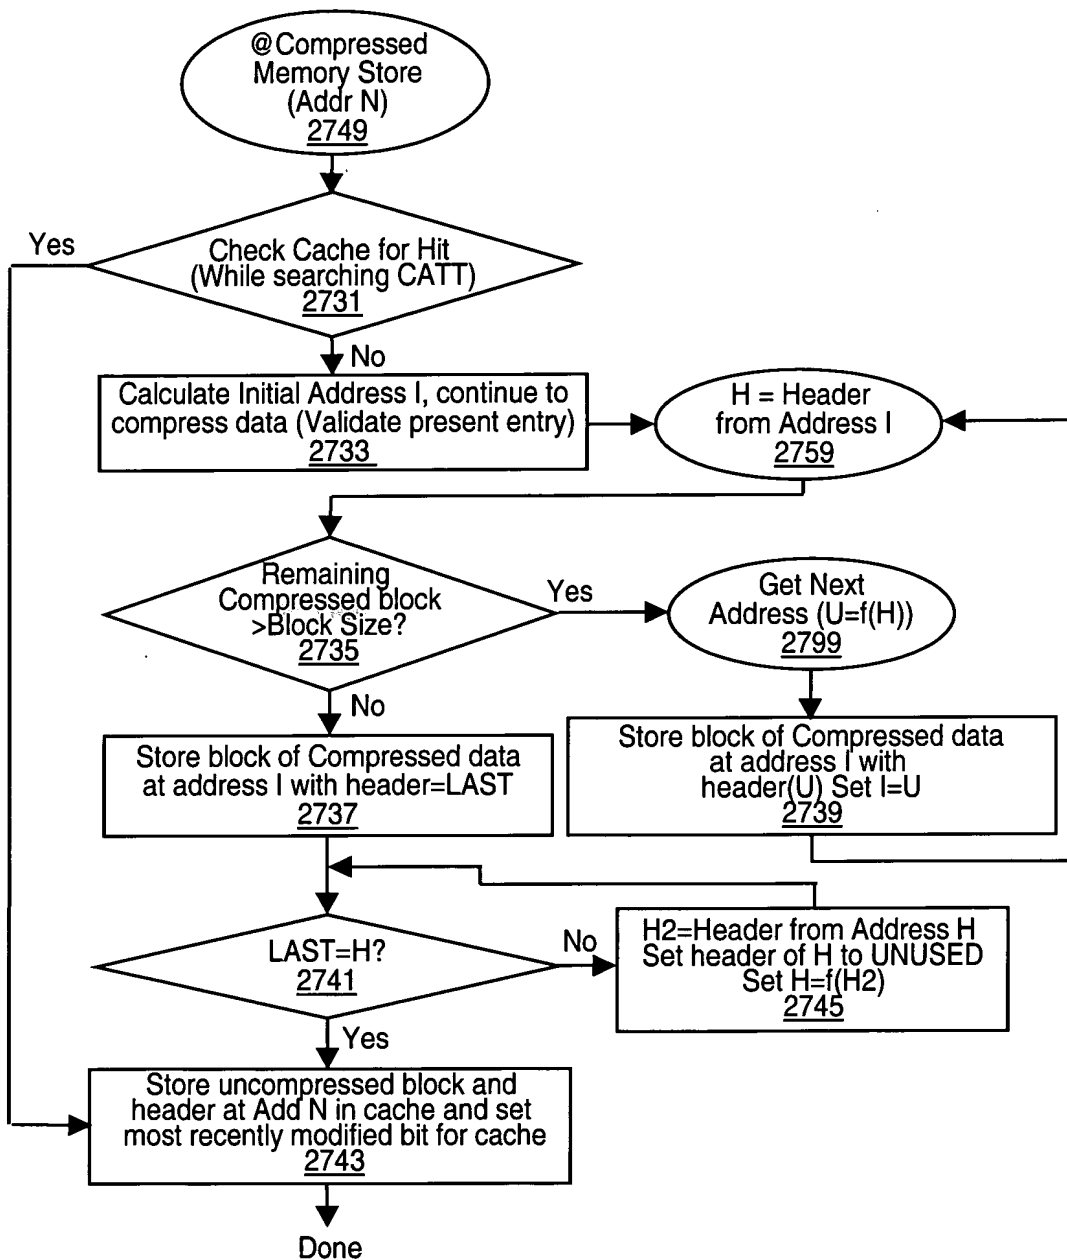 @Compressed
Memory Store
(Addr N)
2749
Yes
Check Cache for Hit
(While searching CATT)
2731
No
Calculate Initial Address I, continue to
compress data (Validate present entry)
2733
H = Header
from Address I
2759
Remaining
Compressed block
>Block Size?
2735
Yes
Get Next
Address (U=f(H))
2799
No
Store block of Compressed data
at address I with header=LAST
2737
Store block of Compressed data
at address I with
header(U) Set I=U
2739
LAST=H?
2741
No
H2=Header from Address H
Set header of H to UNUSED
Set H=f(H2)
2745
Yes
Store uncompressed block and
header at Add N in cache and set
most recently modified bit for cache
2743
Done